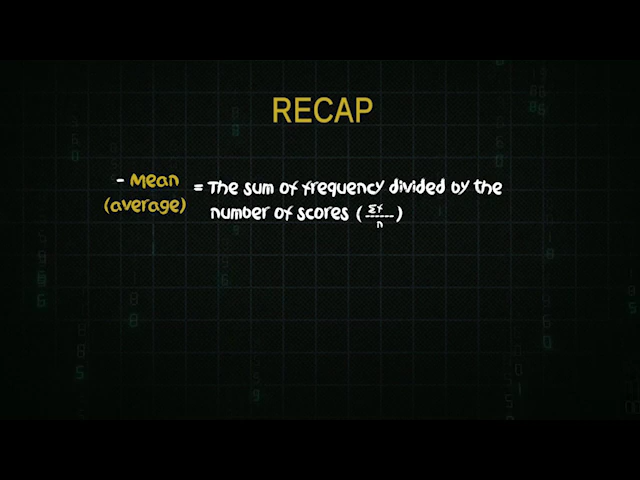 RECAP
- Mean = The sum of frequency divided by the
(average) number of scores (Σf/n)